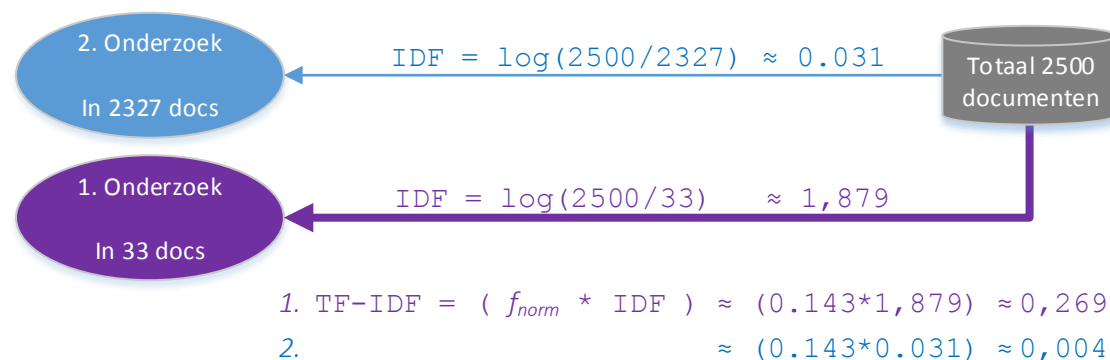 2. Onderzoek
In 2327 docs
IDF = log(2500/2327) ≈ 0.031
Totaal 2500
documenten
1. Onderzoek
In 33 docs
IDF = log(2500/33) ≈ 1,879
1. TF-IDF = ( fnorm * IDF ) ≈ (0.143*1,879) ≈0,269
2. ≈ (0.143*0.031) ≈0,004